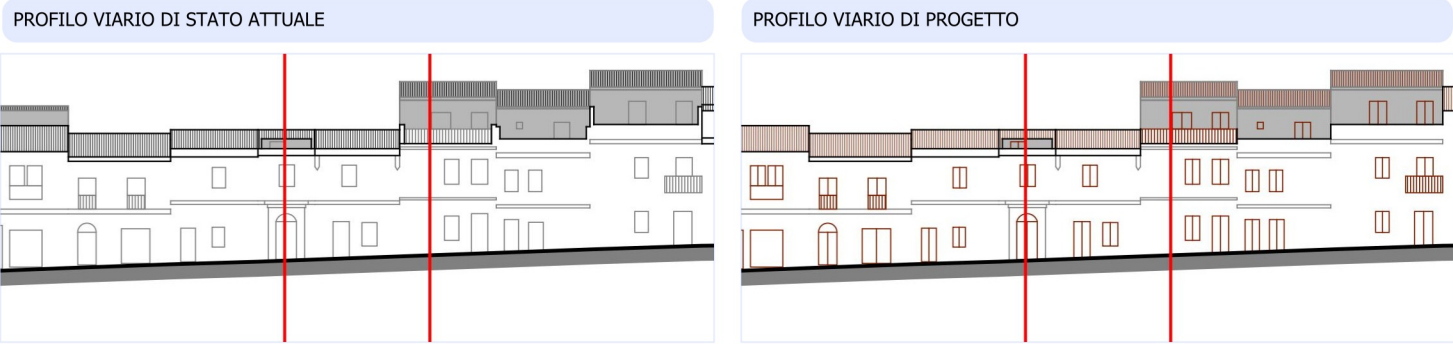 PROFILO VIARIO DI STATO ATTUALE
PROFILO VIARIO DI PROGETTO